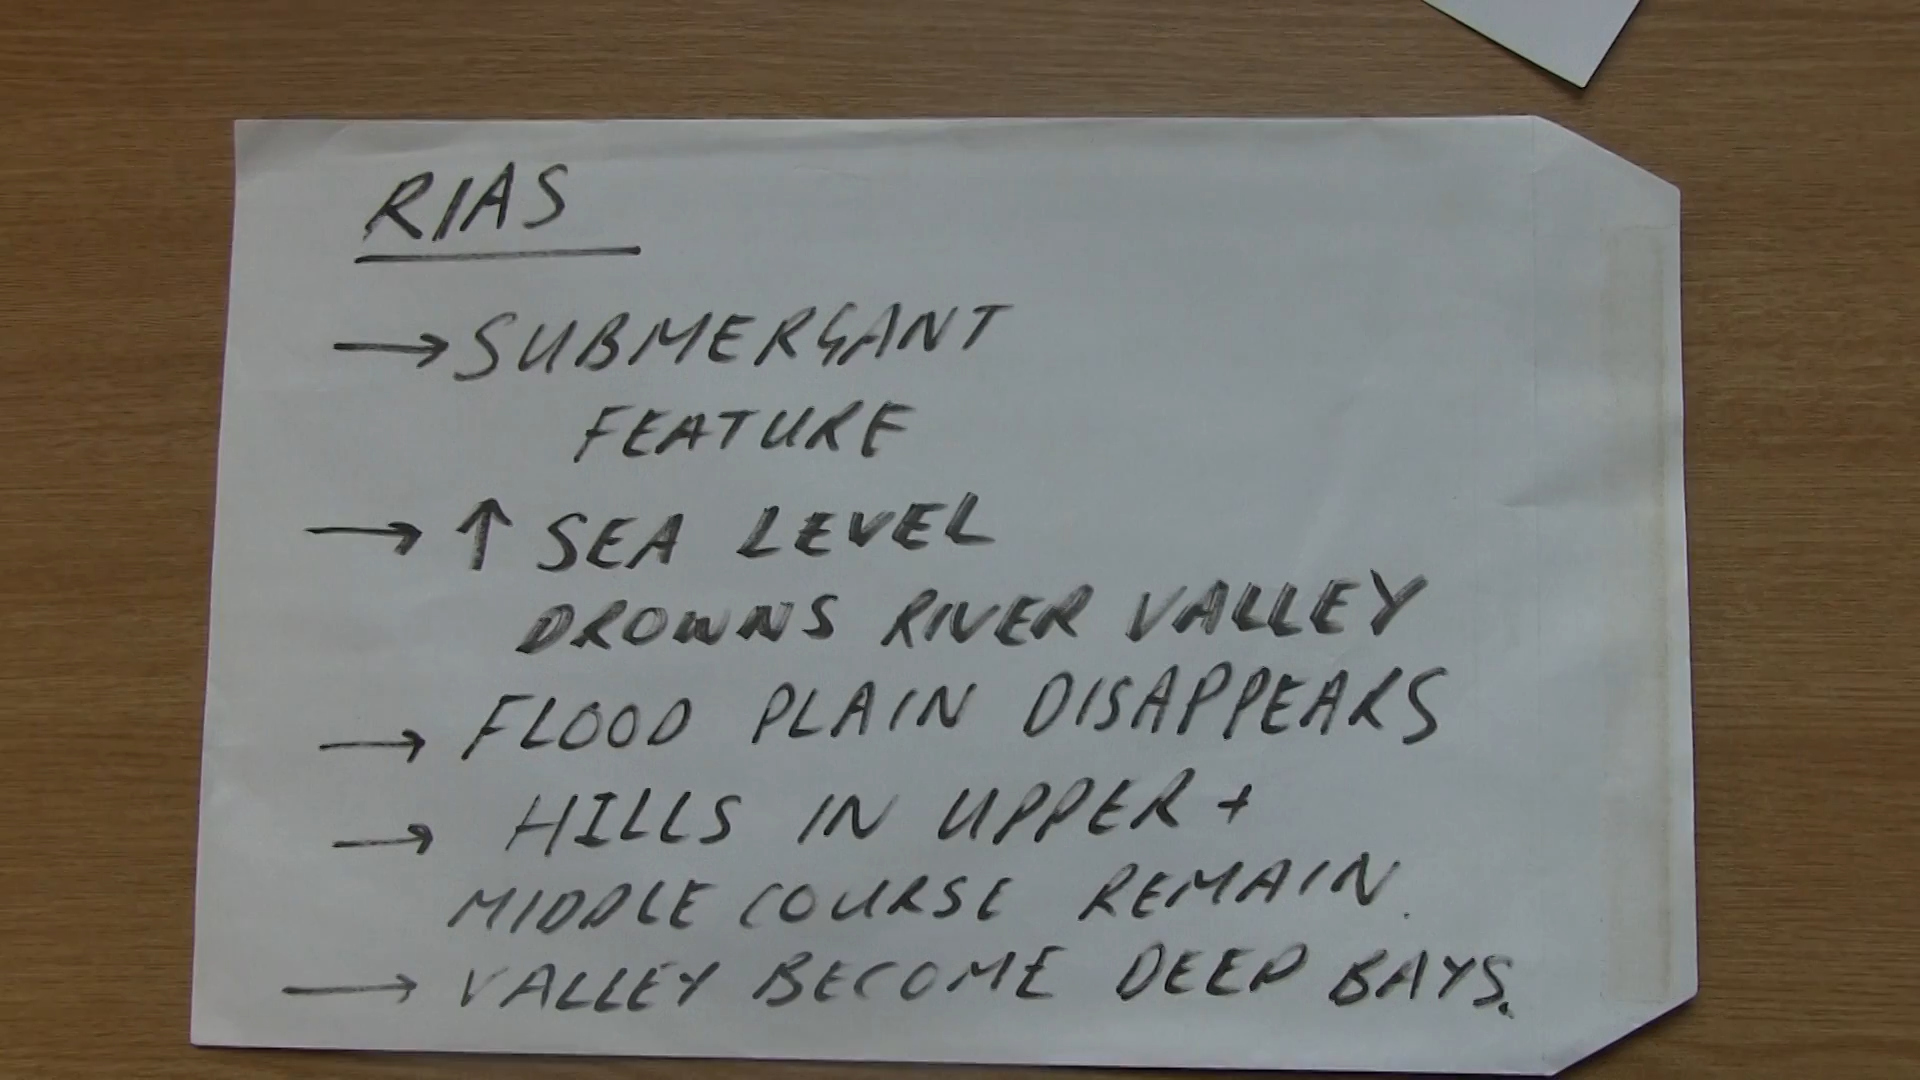 RIAS
→ SUBMERGANT
FEATURE
→ ↑ SEA LEVEL
DROWNS RIVER VALLEY
→ FLOOD PLAIN DISAPPEARS
→ HILLS IN UPPER +
MIDDLE COURSE REMAIN.
→ VALLEY BECOME DEEP BAYS.